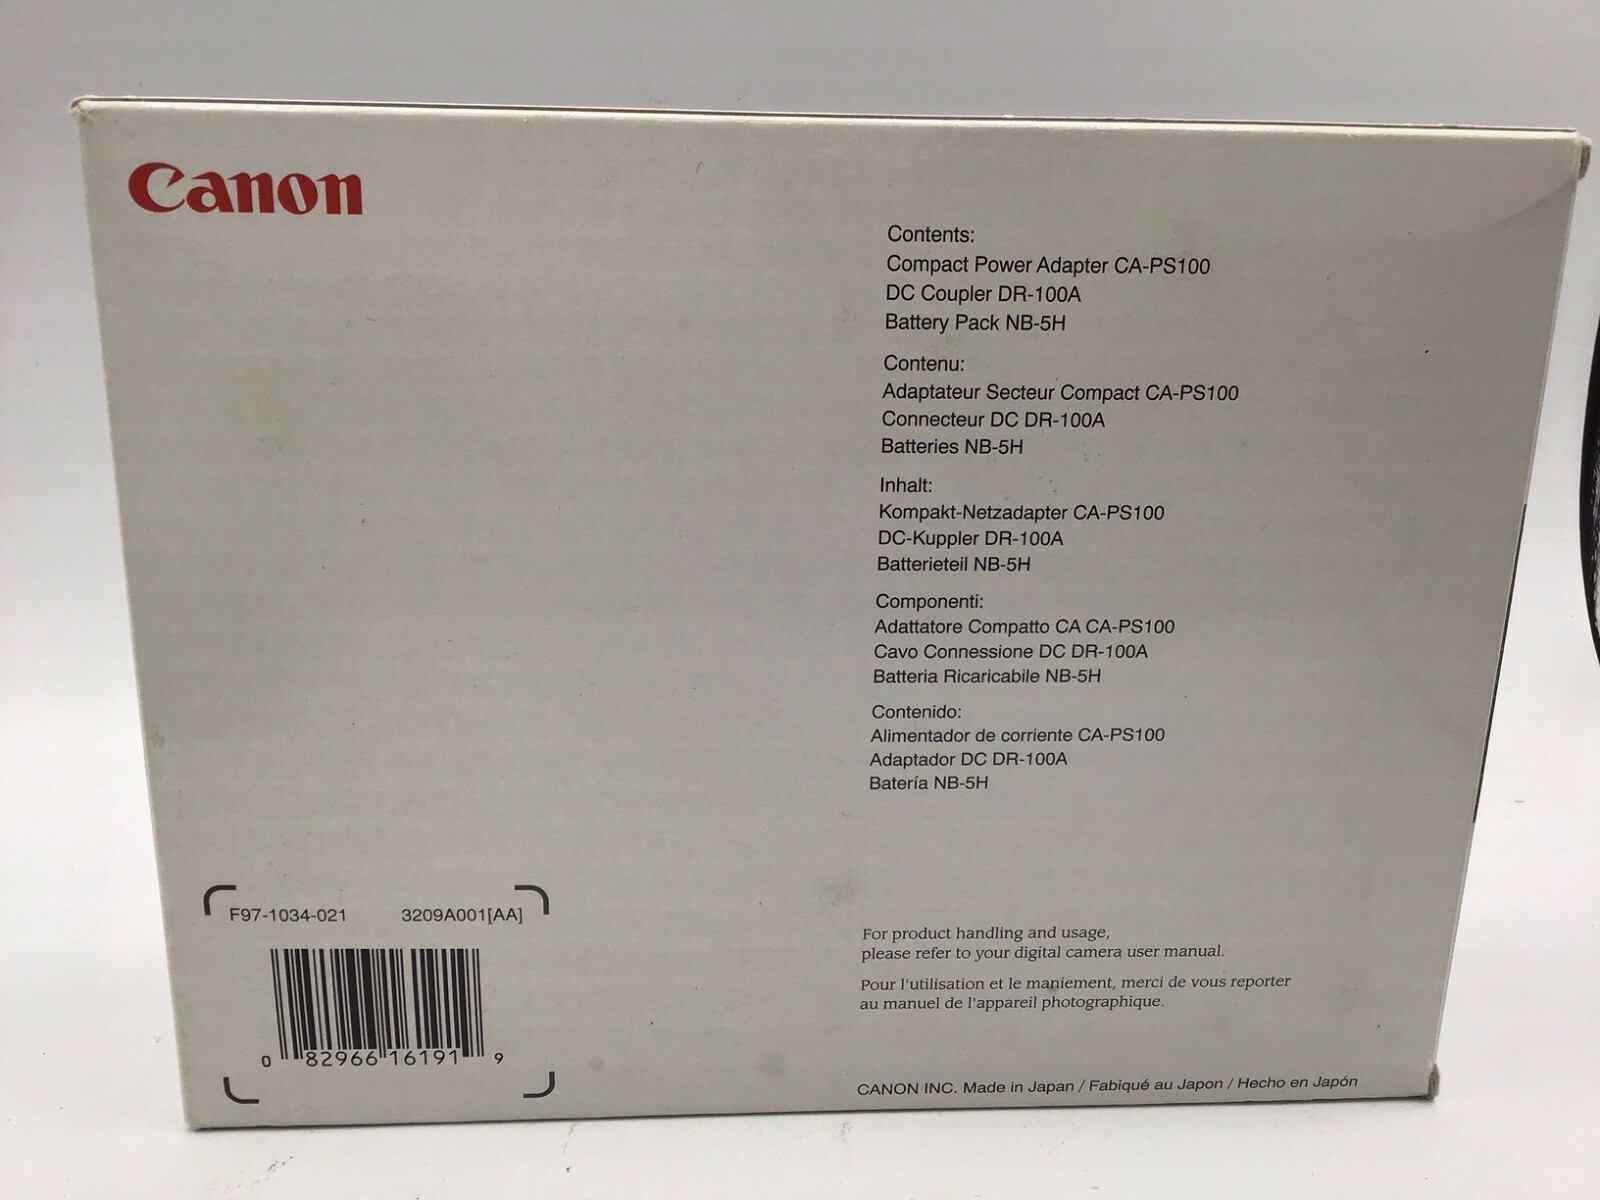 Canon
Contents:
Compact Power Adapter CA-PS100
DC Coupler DR-100A
Battery Pack NB-5H
Contenu:
Adaptateur Secteur Compact CA-PS100
Connecteur DC DR-100A
Batteries NB-5H
Inhalt:
Kompakt-Netzadapter CA-PS100
DC-Kuppler DR-100A
Batterieteil NB-5H
Componenti:
Adattatore Compatto CA CA-PS100
Cavo Connessione DC DR-100A
Batteria Ricaricabile NB-5H
Contenido:
Alimentador de corriente CA-PS100
Adaptador DC DR-100A
Batería NB-5H
F97-1034-021 3209A001[AA]
0 82966 16191 9
For product handling and usage,
please refer to your digital camera user manual.
Pour l'utilisation et le maniement, merci de vous reporter
au manuel de l'appareil photographique.
CANON INC. Made in Japan / Fabiqué au Japon / Hecho en Japón